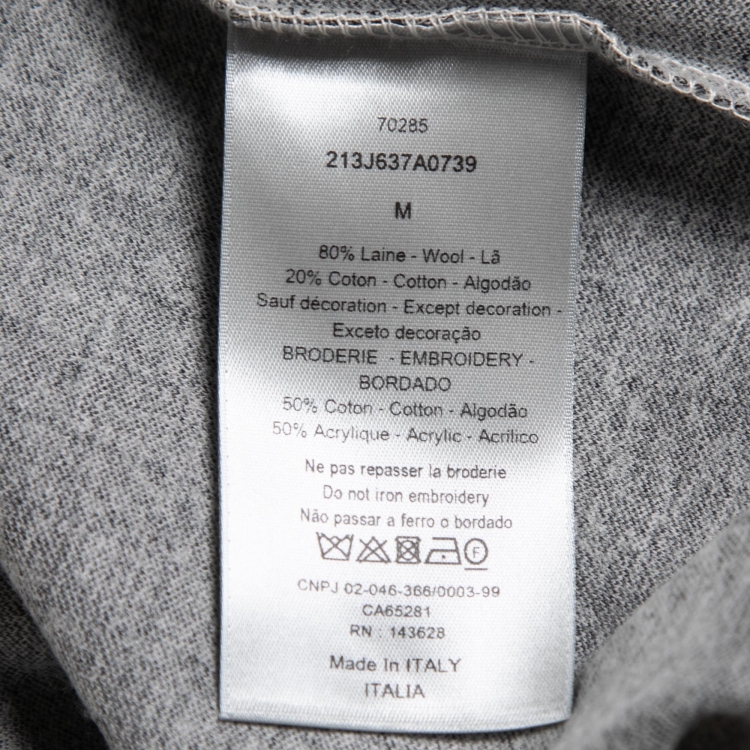 70285
213J637A0739
M
80% Laine - Wool - Lã
20% Coton - Cotton - Algodão
Sauf décoration - Except decoration -
Exceto decoração
BRODERIE - EMBROIDERY -
BORDADO
50% Coton - Cotton - Algodão
50% Acrylique - Acrylic - Acrílico
Ne pas repasser la broderie
Do not iron embroidery
Não passar a ferro o bordado
F
CNPJ 02-046-366/0003-99
CA65281
RN : 143628
Made In ITALY
ITALIA